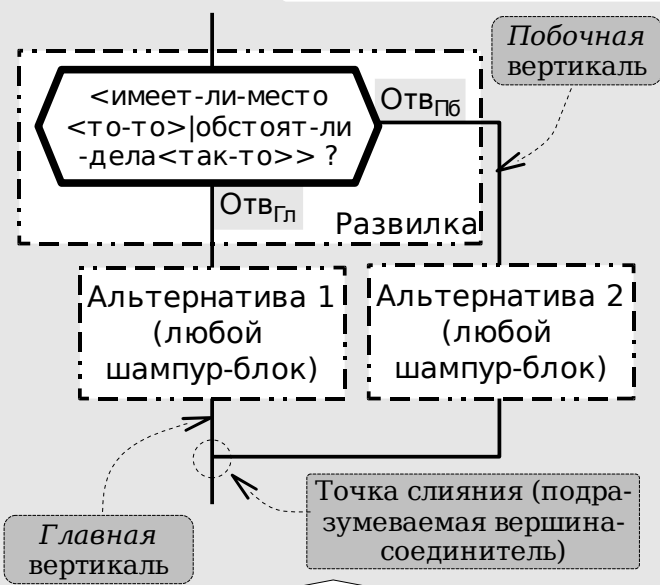 Побочная
вертикаль
<имеет-ли-место
<то-то>|обстоят-ли
-дела<так-то>> ?
ОтвПб
ОтвГл
Развилка
Альтернатива 1
(любой
шампур-блок)
Альтернатива 2
(любой
шампур-блок)
Точка слияния (подра-
зумеваемая вершина-
соединитель)
Главная
вертикаль